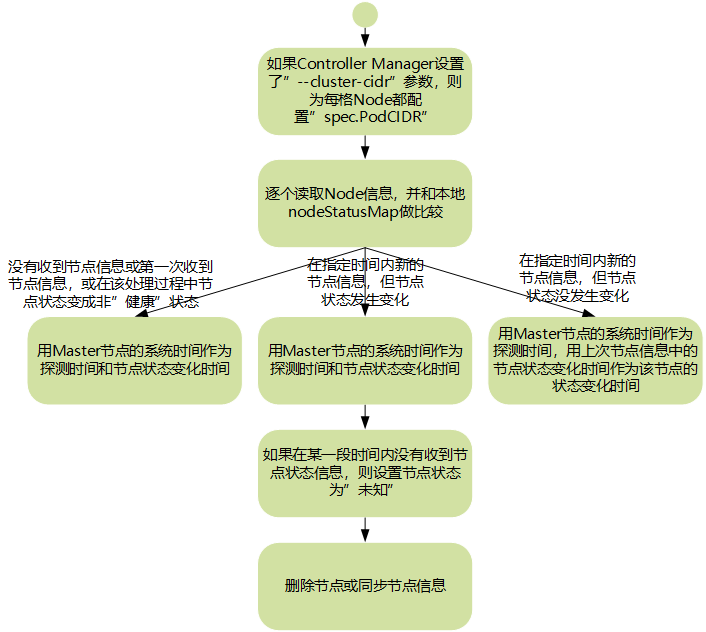 如果Controller Manager设置
了”--cluster-cidr”参数，则
为每格Node都配
置”spec.PodCIDR”
逐个读取Node信息，并和本地
nodeStatusMap做比较
没有收到节点信息或第一次收到
节点信息，或在该处理过程中节
点状态变成非”健康”状态
在指定时间内新的
节点信息，但节点
状态发生变化
在指定时间内新的
节点信息，但节点
状态没发生变化
用Master节点的系统时间作为
探测时间和节点状态变化时间
用Master节点的系统时间作为
探测时间和节点状态变化时间
用Master节点的系统时间作为
探测时间，用上次节点信息中的
节点状态变化时间作为该节点的
状态变化时间
如果在某一段时间内没有收到节
点状态信息，则设置节点状态
为”未知”
删除节点或同步节点信息